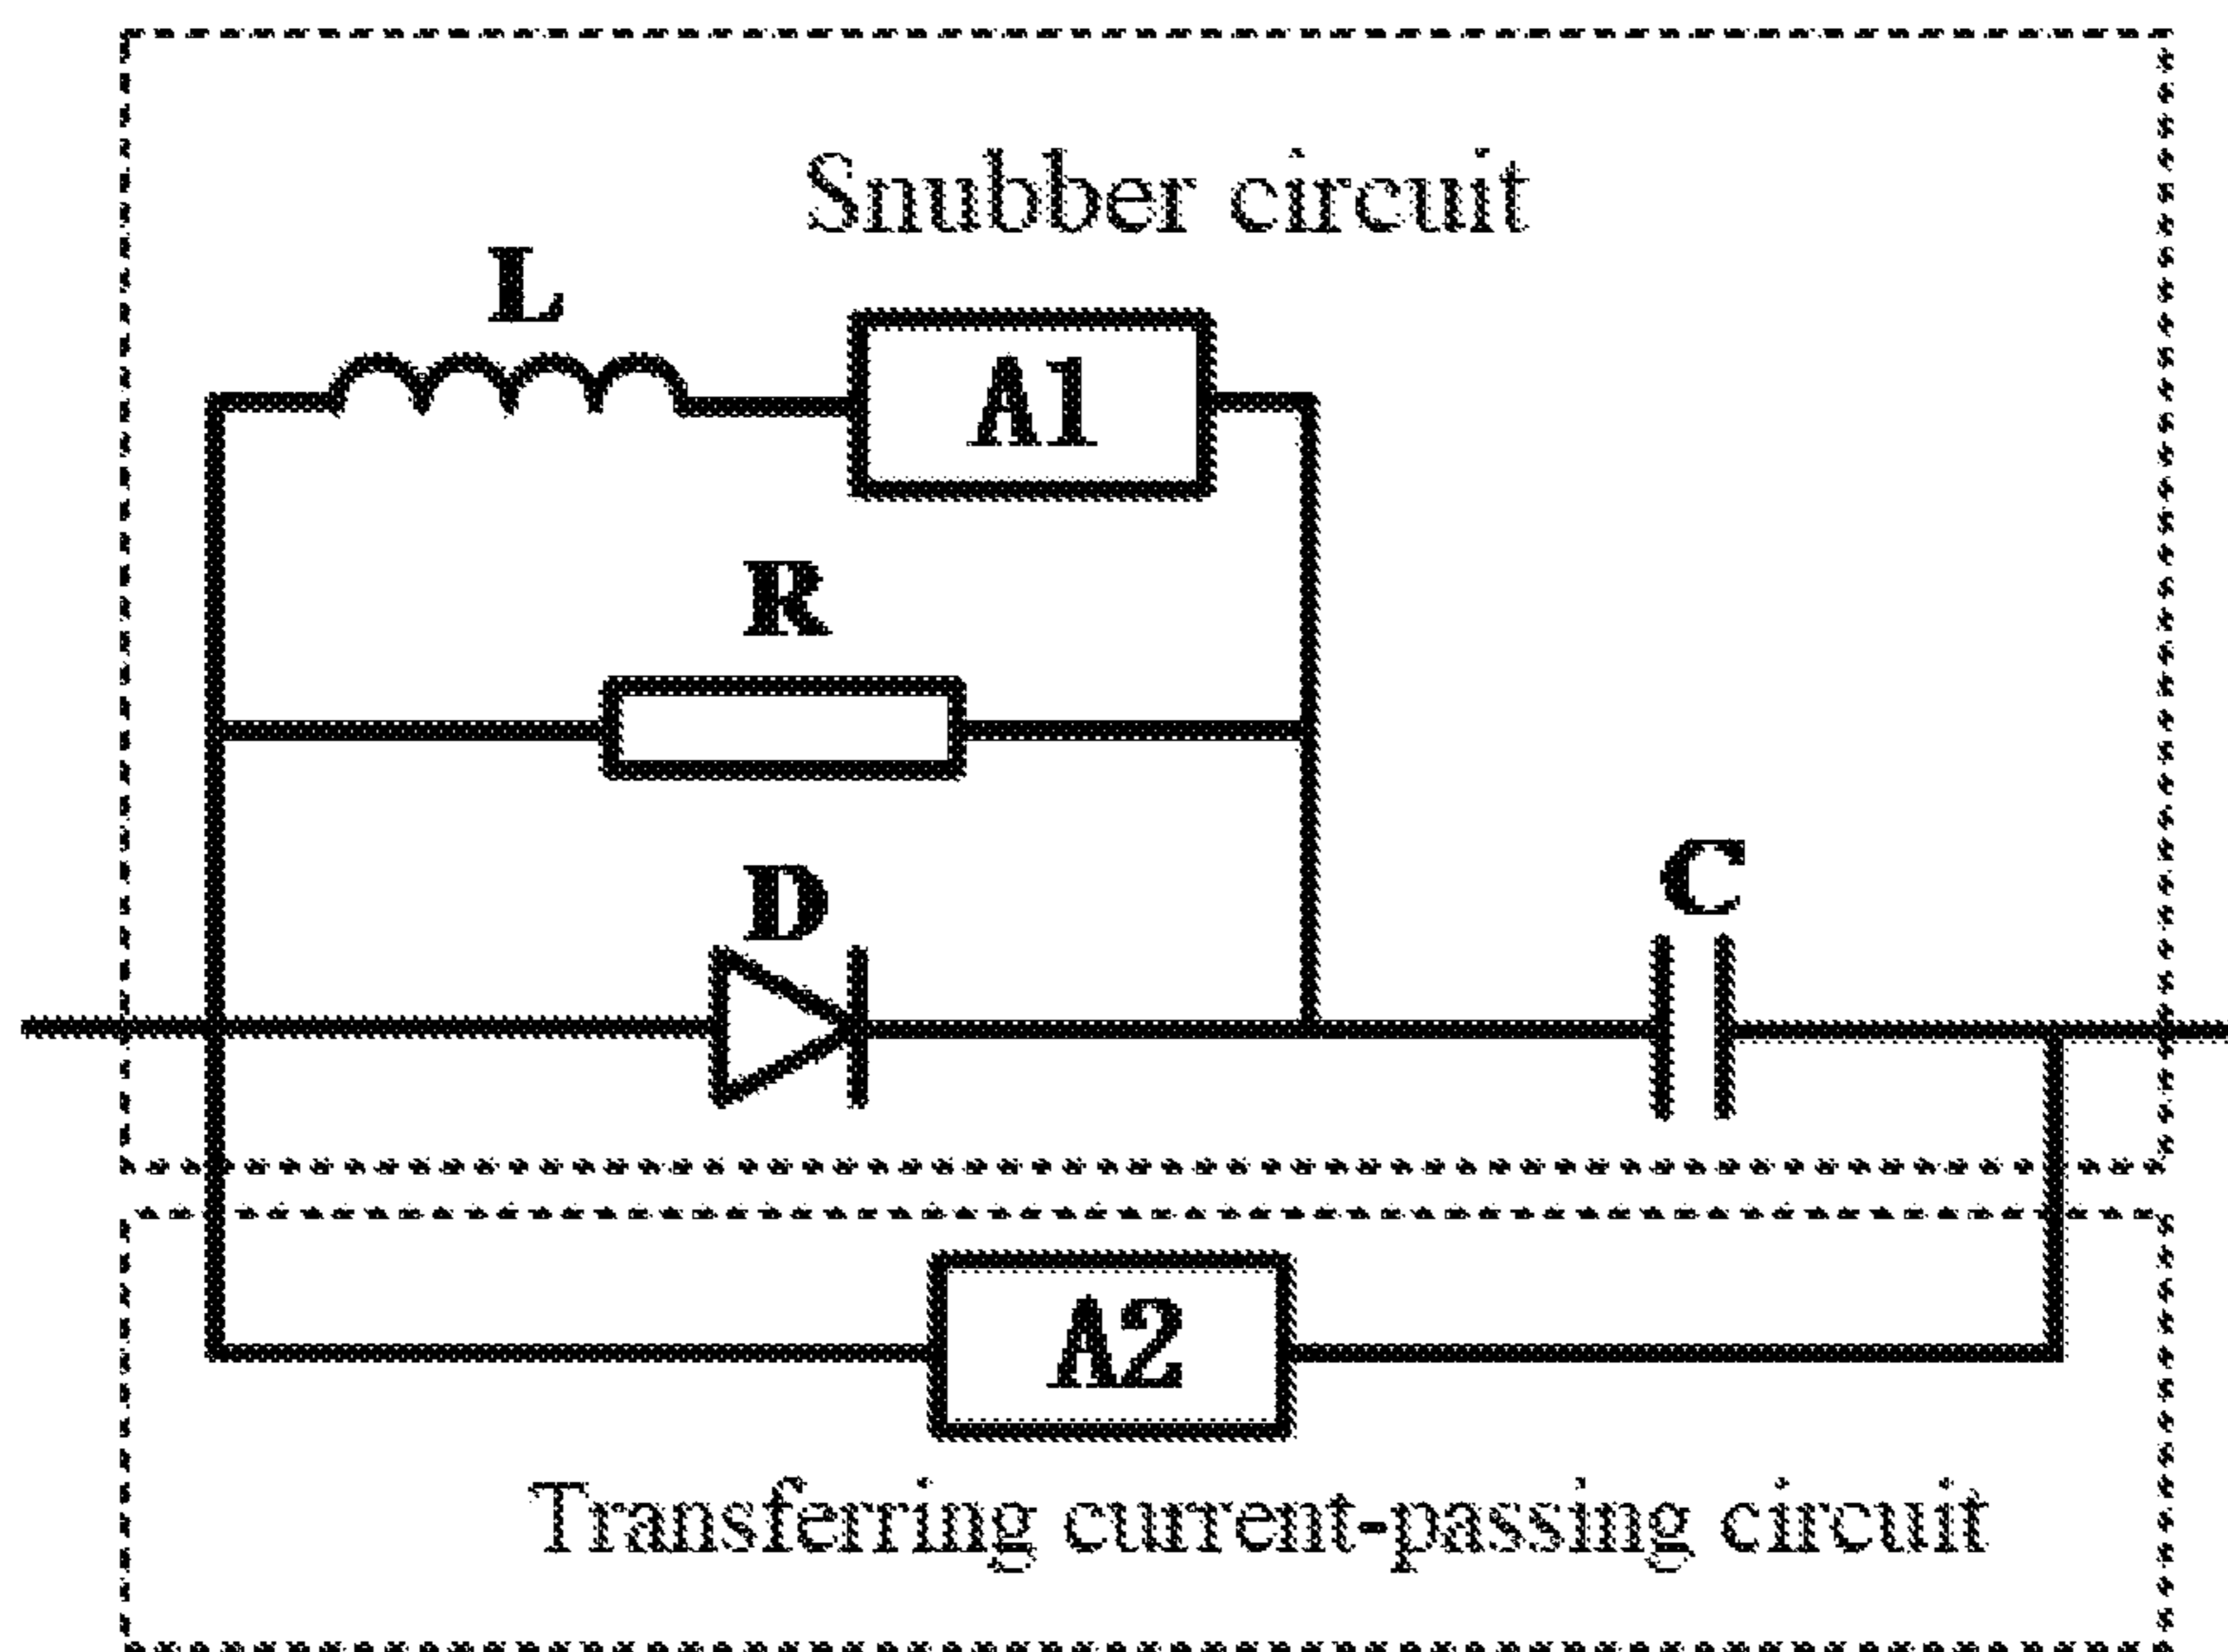 Snubber circuit
L
A1
R
D
C
A2
Transferring current-passing circuit